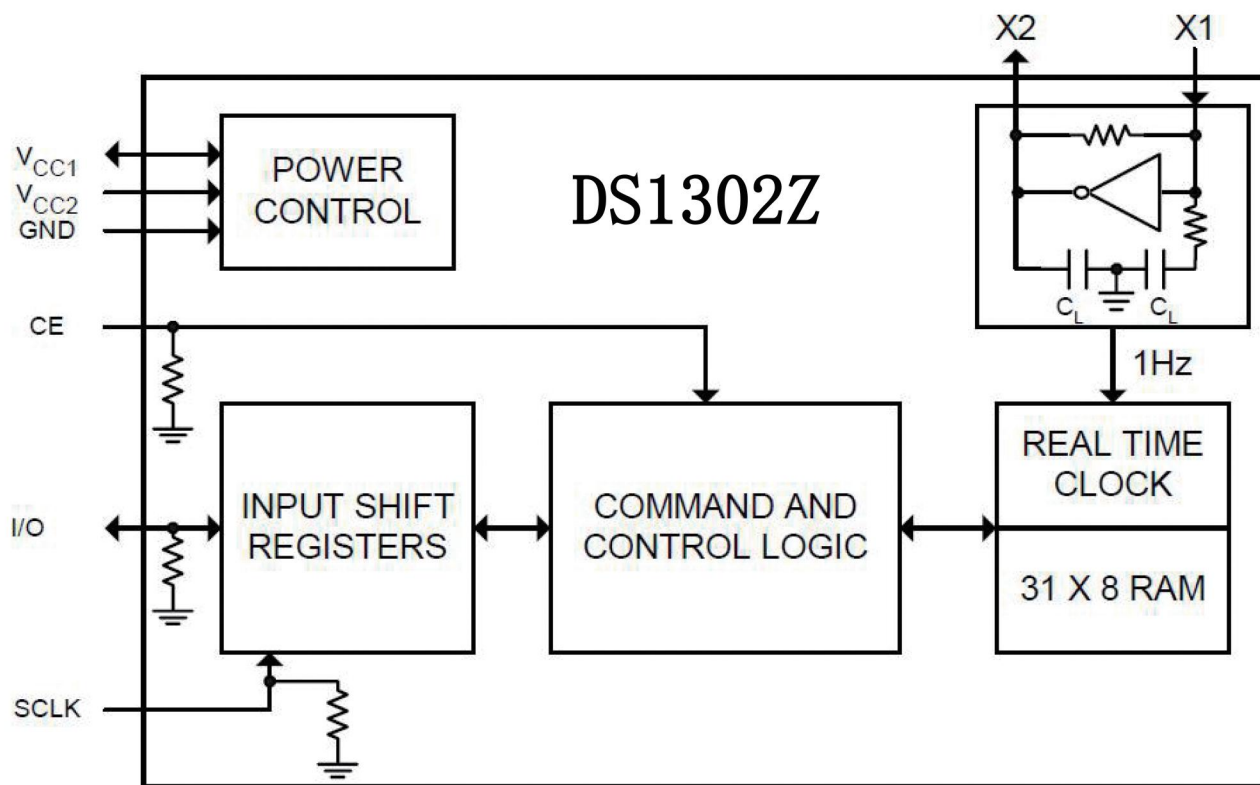 X2
X1
VCC1
VCC2
GND
POWER
CONTROL
DS1302Z
CL
CL
CE
1Hz
I/O
INPUT SHIFT
REGISTERS
COMMAND AND
CONTROL LOGIC
REAL TIME
CLOCK
31 X 8 RAM
SCLK